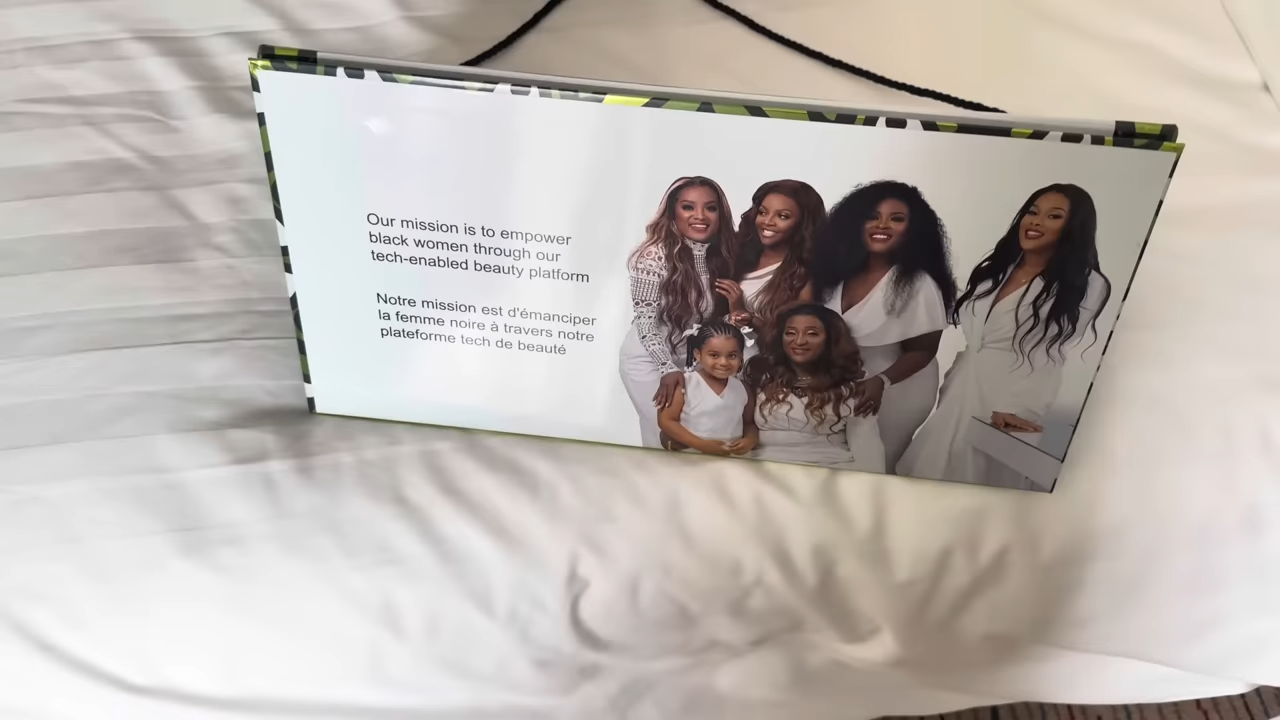 Our mission is to empower
black women through our
tech-enabled beauty platform
Notre mission est d'émanciper
la femme noire à travers notre
plateforme tech de beauté